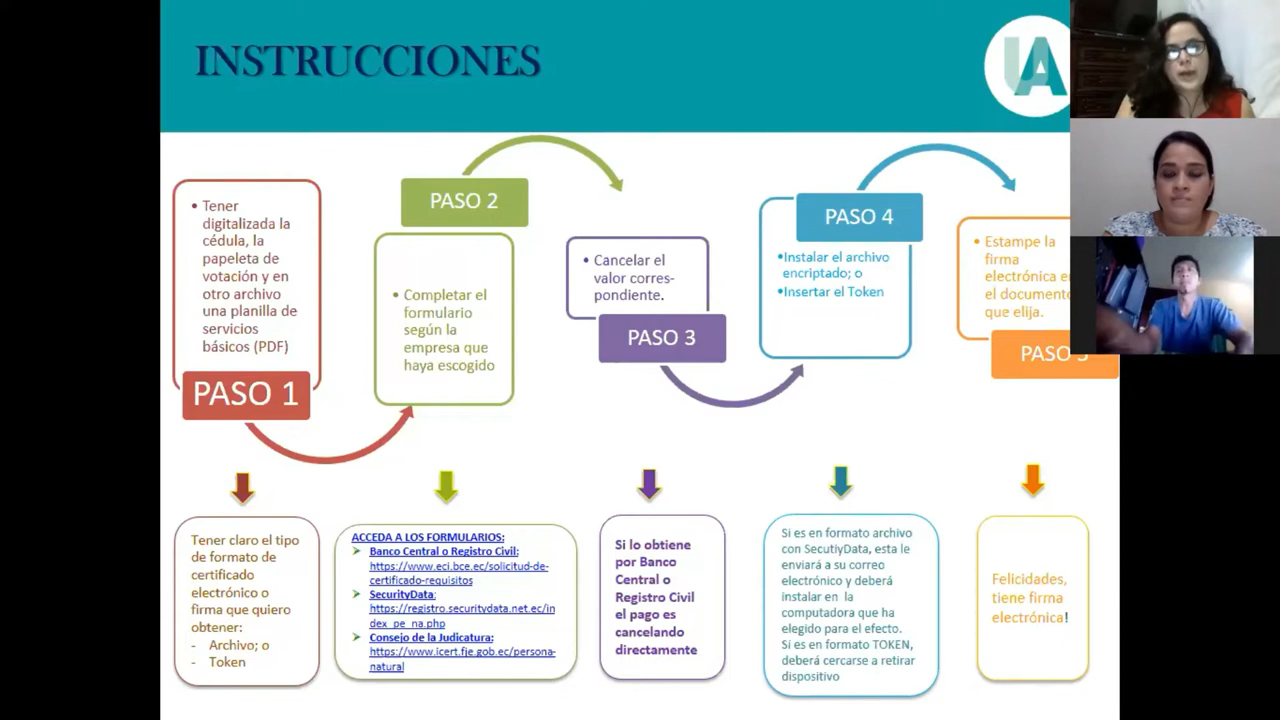 INSTRUCCIONES
UA
• Tener
digitalizada la
cédula, la
papeleta de
votación y en
otro archivo
una planilla de
servicios
básicos (PDF)
PASO 1
PASO 2
• Completar el
formulario
según la
empresa que
haya escogido
• Cancelar el
valor corres-
pondiente.
PASO 3
PASO 4
•Instalar el archivo
encriptado; o
•Insertar el Token
• Estampe la
firma
electrónica
el documento
que elija.
PASO
Tener claro el tipo
de formato de
certificado
electrónico o
firma que quiero
obtener:
- Archivo; o
- Token
ACCEDA A LOS FORMULARIOS:
Banco Central o Registro Civil:
https://www.eci.bce.ec/solicitud-de-
certificado-requisitos
SecurityData:
https://registro.securitydata.net.ec/in
dex_pe_na.php
Consejo de la Judicatura:
https://www.icert.fje.gob.ec/persona-
natural
Si lo obtiene
por Banco
Central o
Registro Civil
el pago es
cancelando
directamente
Si es en formato archivo
con SecutiyData, esta le
enviará a su correo
electrónico y deberá
instalar en la
computadora que ha
elegido para el efecto.
Si es en formato TOKEN,
deberá cercarse a retirar
dispositivo
Felicidades,
tiene firma
electrónica!